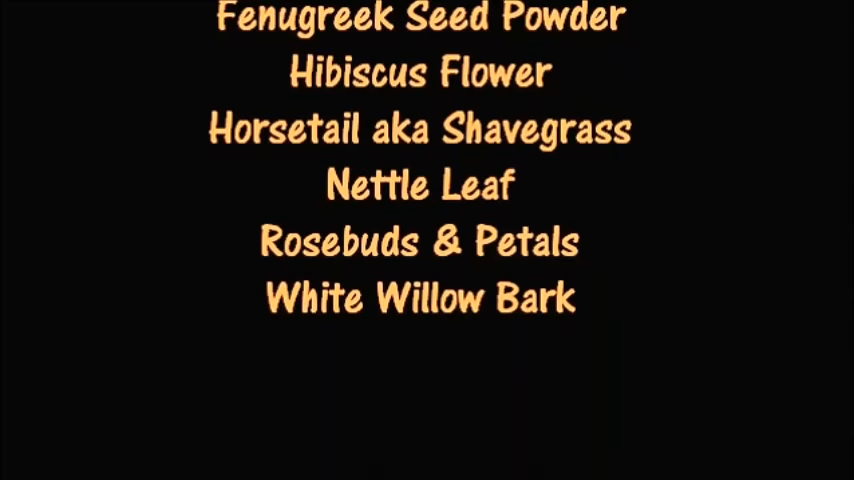 Fenugreek Seed Powder
Hibiscus Flower
Horsetail aka Shavegrass
Nettle Leaf
Rosebuds & Petals
White Willow Bark